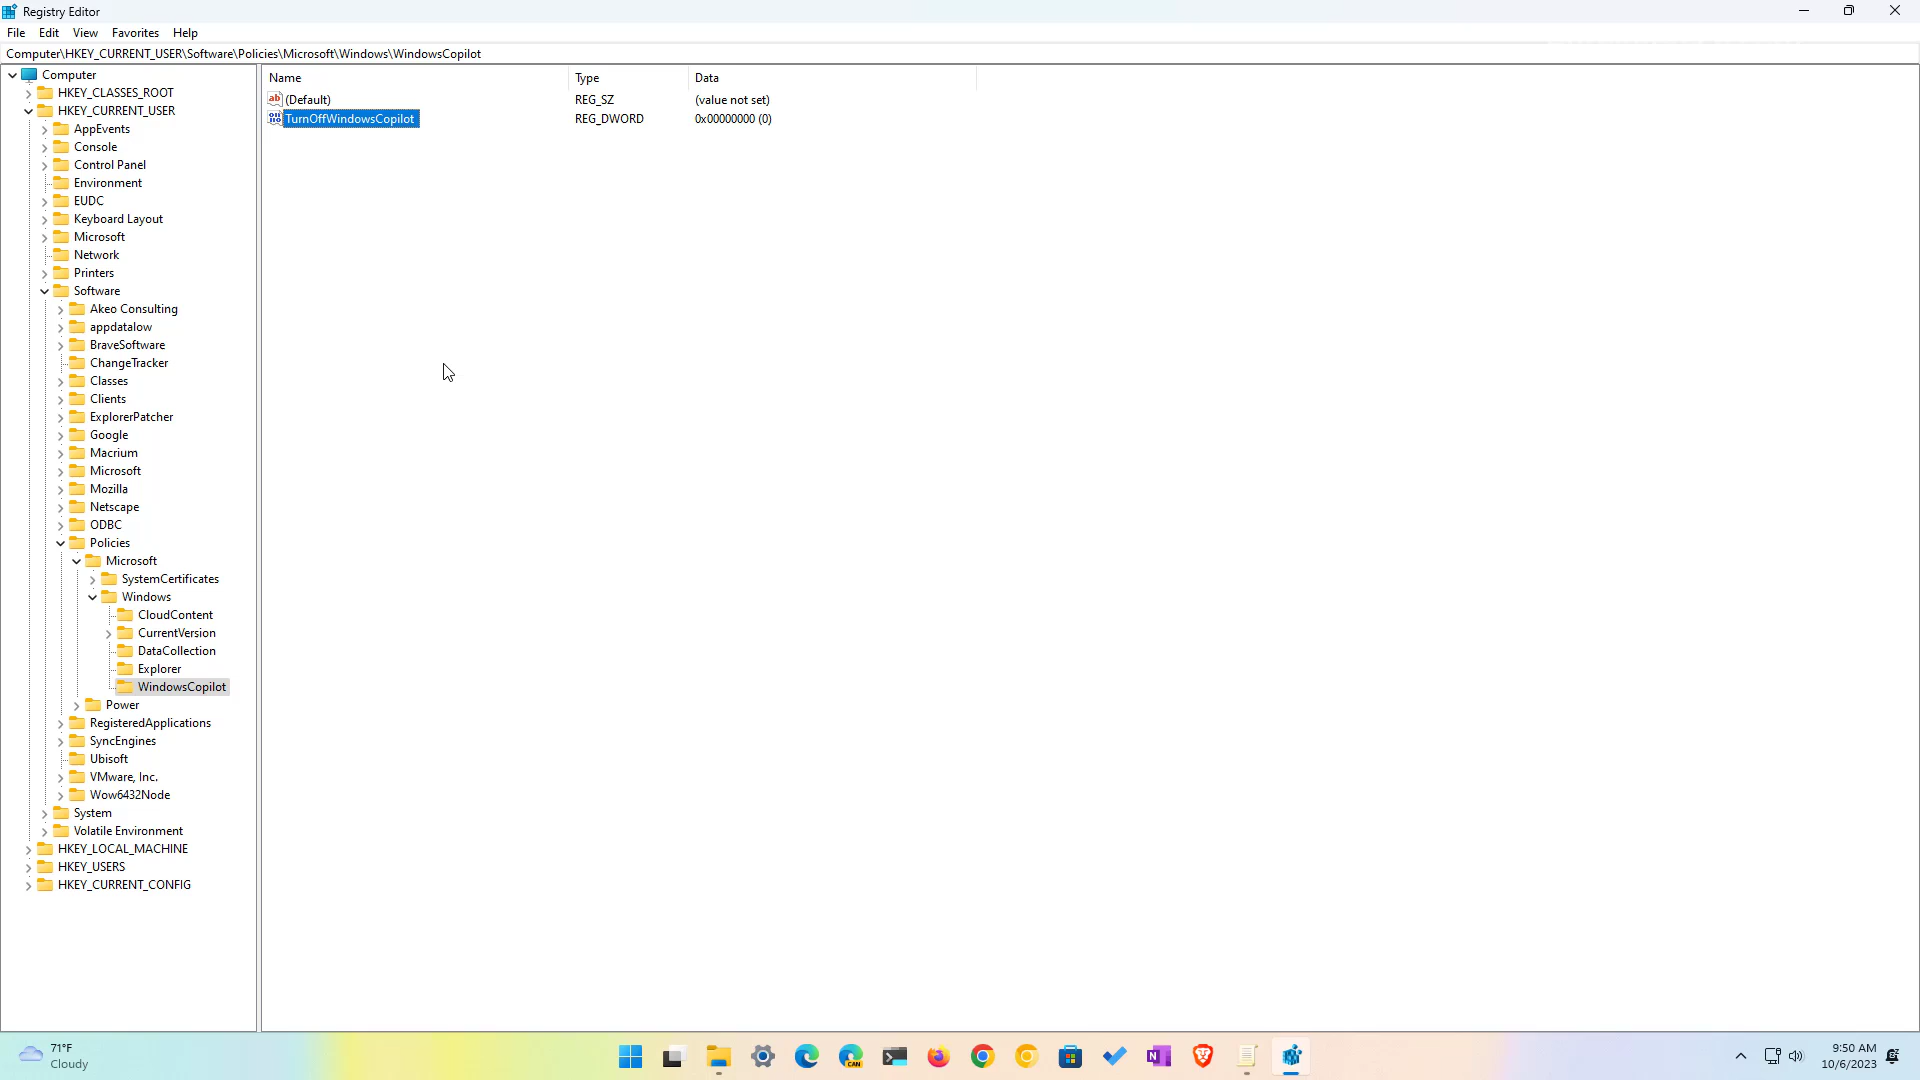 Registry Editor
File Edit View Favorites Help
Computer\HKEY_CURRENT_USER\Software\Policies\Microsoft\Windows\WindowsCopilot
Computer
HKEY_CLASSES_ROOT
HKEY_CURRENT_USER
AppEvents
Console
Control Panel
Environment
EUDC
Keyboard Layout
Microsoft
Network
Printers
Software
Akeo Consulting
appdatalow
BraveSoftware
ChangeTracker
Classes
Clients
ExplorerPatcher
Google
Macrium
Microsoft
Mozilla
Netscape
ODBC
Policies
Microsoft
SystemCertificates
Windows
CloudContent
CurrentVersion
DataCollection
Explorer
WindowsCopilot
Power
RegisteredApplications
SyncEngines
Ubisoft
VMware, Inc.
Wow6432Node
System
Volatile Environment
HKEY_LOCAL_MACHINE
HKEY_USERS
HKEY_CURRENT_CONFIG
Name Type Data
ab (Default) REG_SZ (value not set)
TurnOffWindowsCopilot REG_DWORD 0x00000000 (0)
71°F
Cloudy
CAN
9:50 AM
10/6/2023